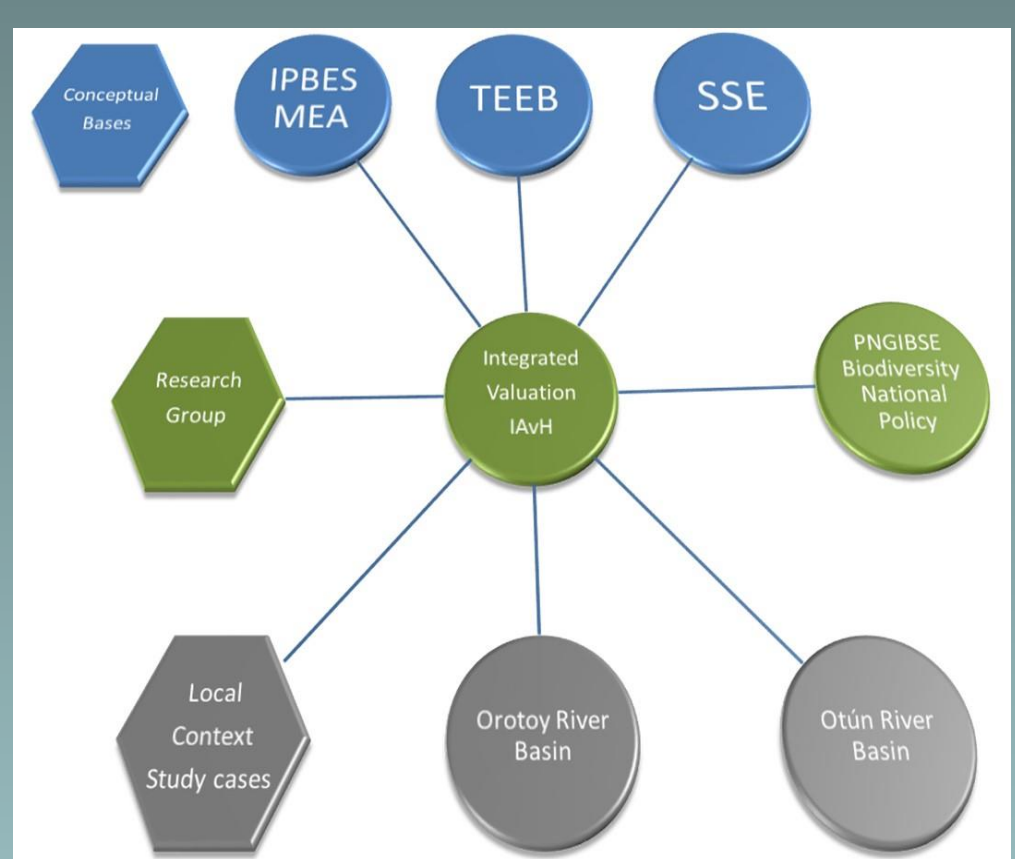 Conceptual
Bases
IPBES
MEA
TEEB
SSE
Research
Group
Integrated
Valuation
IAvH
PNGIBSE
Biodiversity
National
Policy
Local
Context
Study cases
Orotoy River
Basin
Otún River
Basin